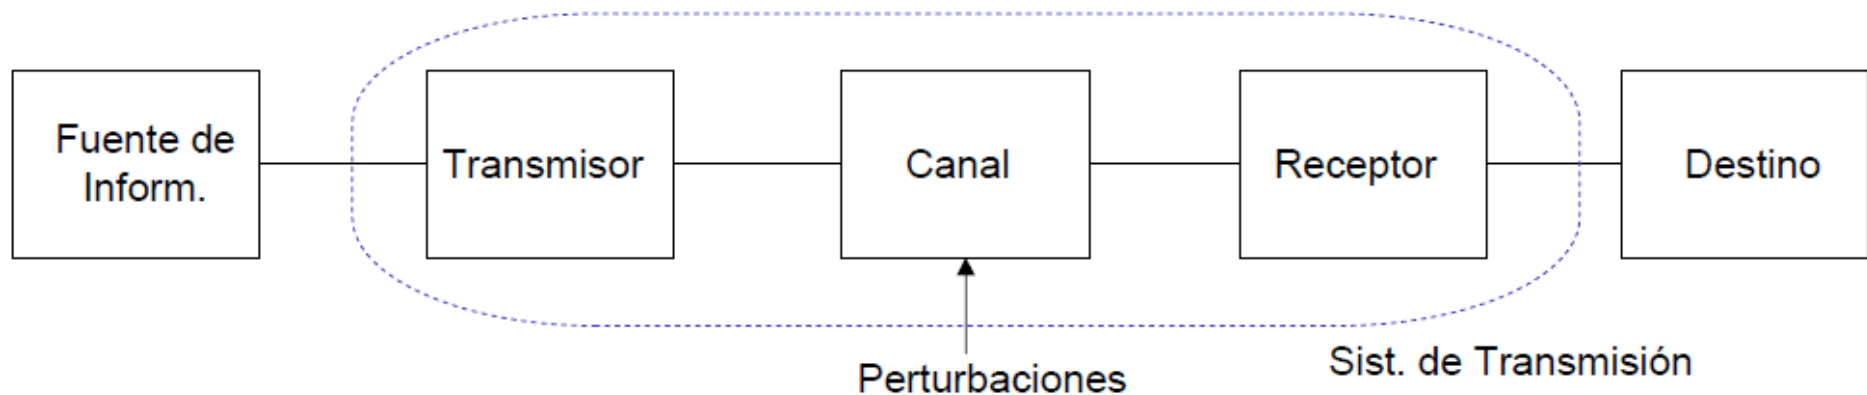 Fuente de
Inform.
Transmisor
Canal
Receptor
Destino
Perturbaciones
Sist. de Transmisión